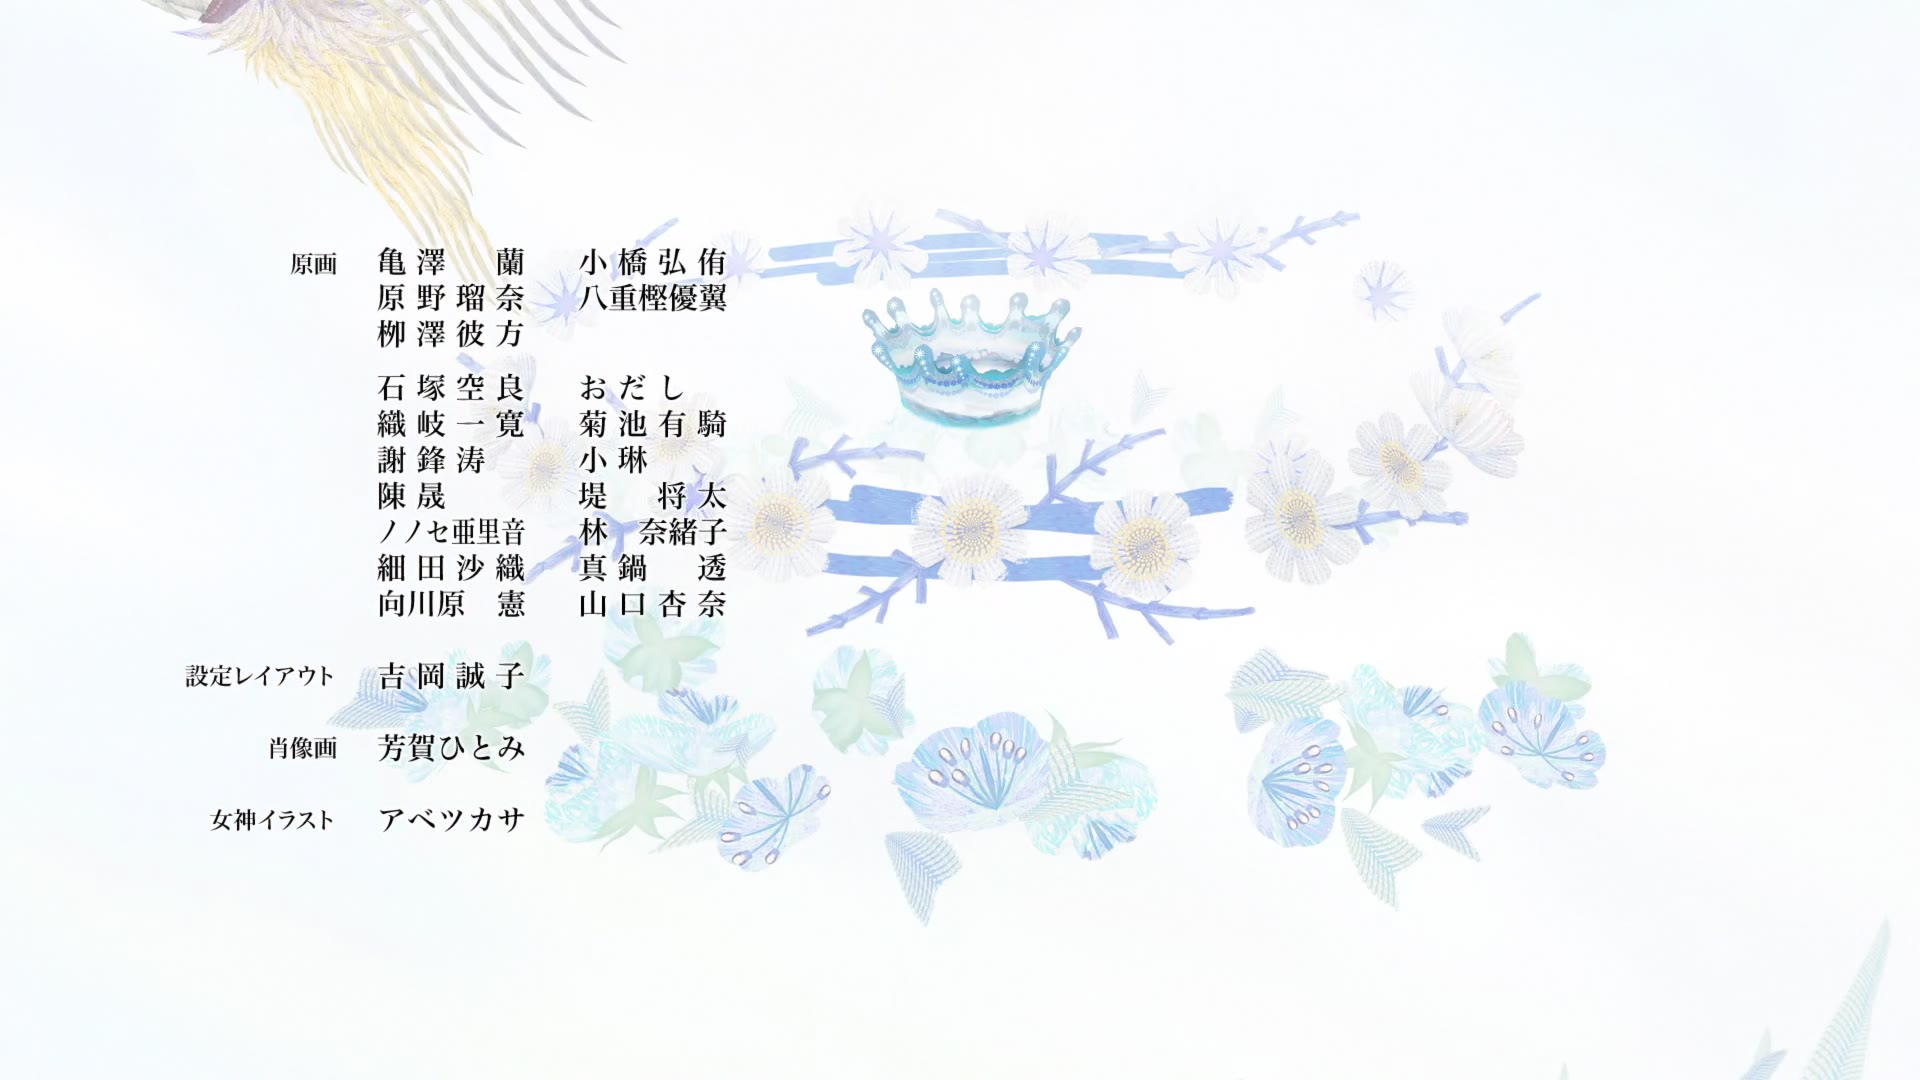 原画 亀澤 蘭 小橋弘侑
原野瑠奈 八重樫優翼
栁澤彼方
石塚空良 おだし
織岐一寛 菊池有騎
謝鋒涛 小琳
陳晟 堤 将太
ノノセ亜里音 林 奈緒子
細田沙織 真鍋 透
向川原 憲 山口杏奈
設定レイアウト 吉岡誠子
肖像画 芳賀ひとみ
女神イラスト アベツカサ